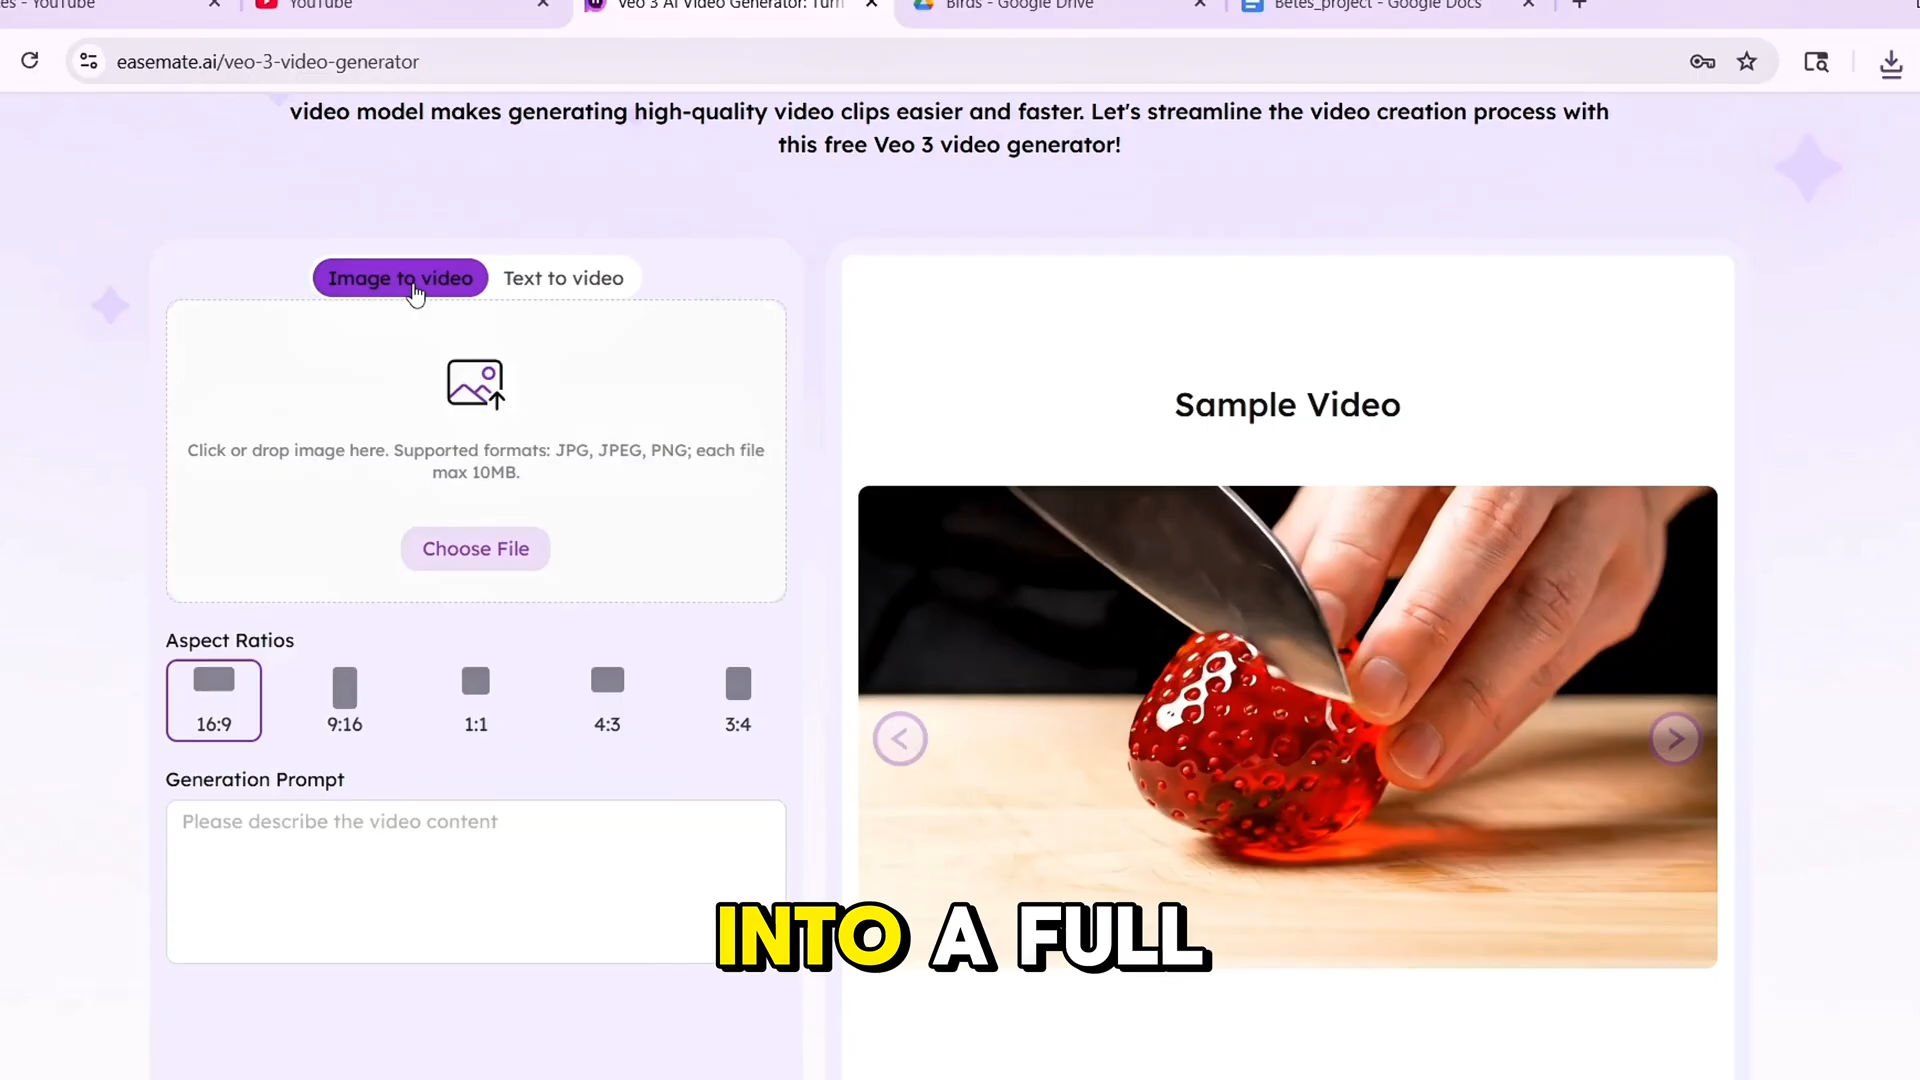 es - YouTube
YouTube
Veo 3 AI Video Generator: Turn
Birds - Google Drive
Betes_project - Google Docs
easemate.ai/veo-3-video-generator
video model makes generating high-quality video clips easier and faster. Let's streamline the video creation process with
this free Veo 3 video generator!
Image to video
Text to video
Click or drop image here. Supported formats: JPG, JPEG, PNG; each file
max 10MB.
Choose File
Aspect Ratios
16:9
9:16
1:1
4:3
3:4
Generation Prompt
Please describe the video content
Sample Video
INTO A FULL